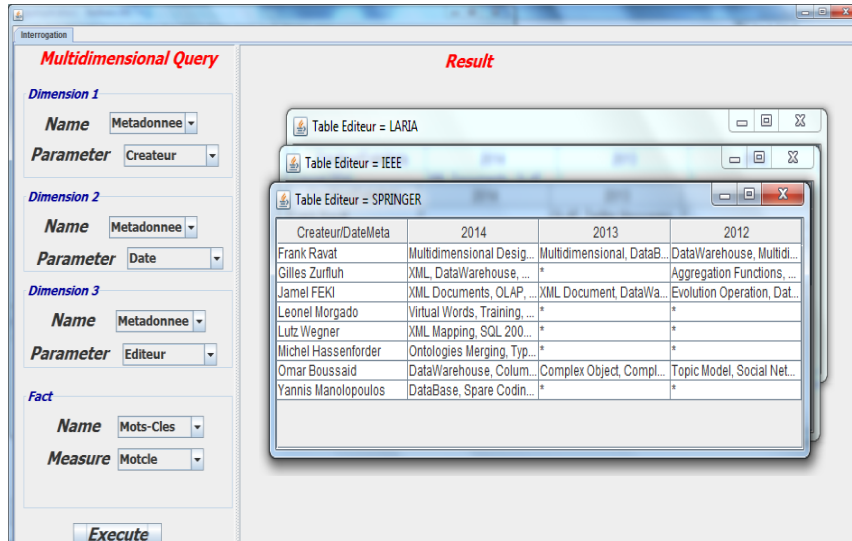 Interrogation
Multidimensional Query
Dimension 1
Name Metadonnee
Parameter Createur
Dimension 2
Name Metadonnee
Parameter Date
Dimension 3
Name Metadonnee
Parameter Editeur
Fact
Name Mots-Cles
Measure Motcle
Execute
Result
Table Editeur = LARIA
Table Editeur = IEEE
Table Editeur = SPRINGER
Createur/DateMeta 2014 2013 2012
Frank Ravat Multidimensional Desig... Multidimensional, DataB... DataWarehouse, Multidi...
Gilles Zurfluh XML, DataWarehouse, ... * Aggregation Functions, ...
Jamel FEKI XML Documents, OLAP, ... XML Document, DataWa... Evolution Operation, Dat...
Leonel Morgado Virtual Words, Training, ... * *
Lutz Wegner XML Mapping, SQL 200... * *
Michel Hassenforder Ontologies Merging, Typ... * *
Omar Boussaid DataWarehouse, Colum... Complex Object, Compl... Topic Model, Social Net...
Yannis Manolopoulos DataBase, Spare Codin... * *